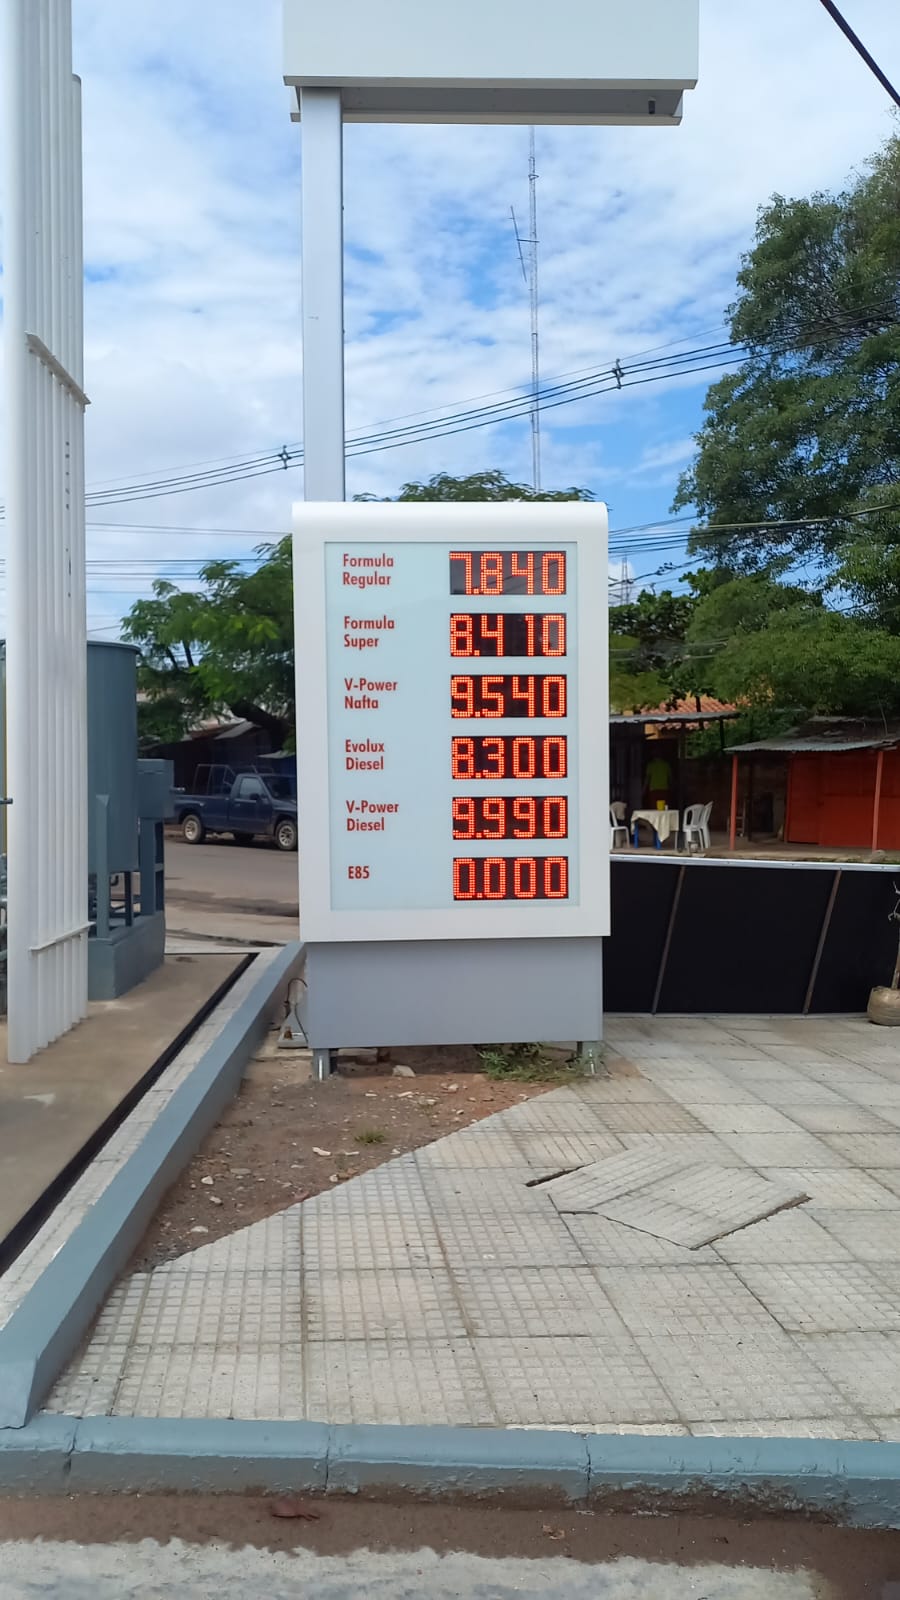 Formula
Regular 7.840
Formula
Super 8.410
V-Power
Nafta 9.540
Evolux
Diesel 8.300
V-Power
Diesel 9.990
E85 0.000